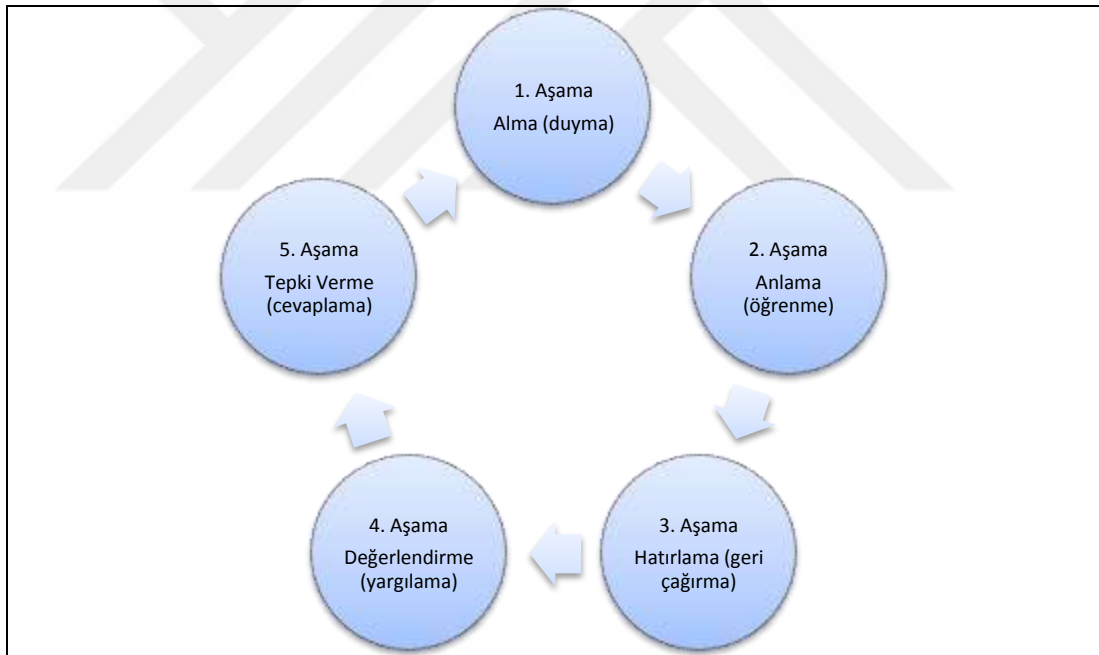 1. Aşama
Alma (duyma)
2. Aşama
Anlama
(öğrenme)
3. Aşama
Hatırlama (geri
çağırma)
4. Aşama
Değerlendirme
(yargılama)
5. Aşama
Tepki Verme
(cevaplama)